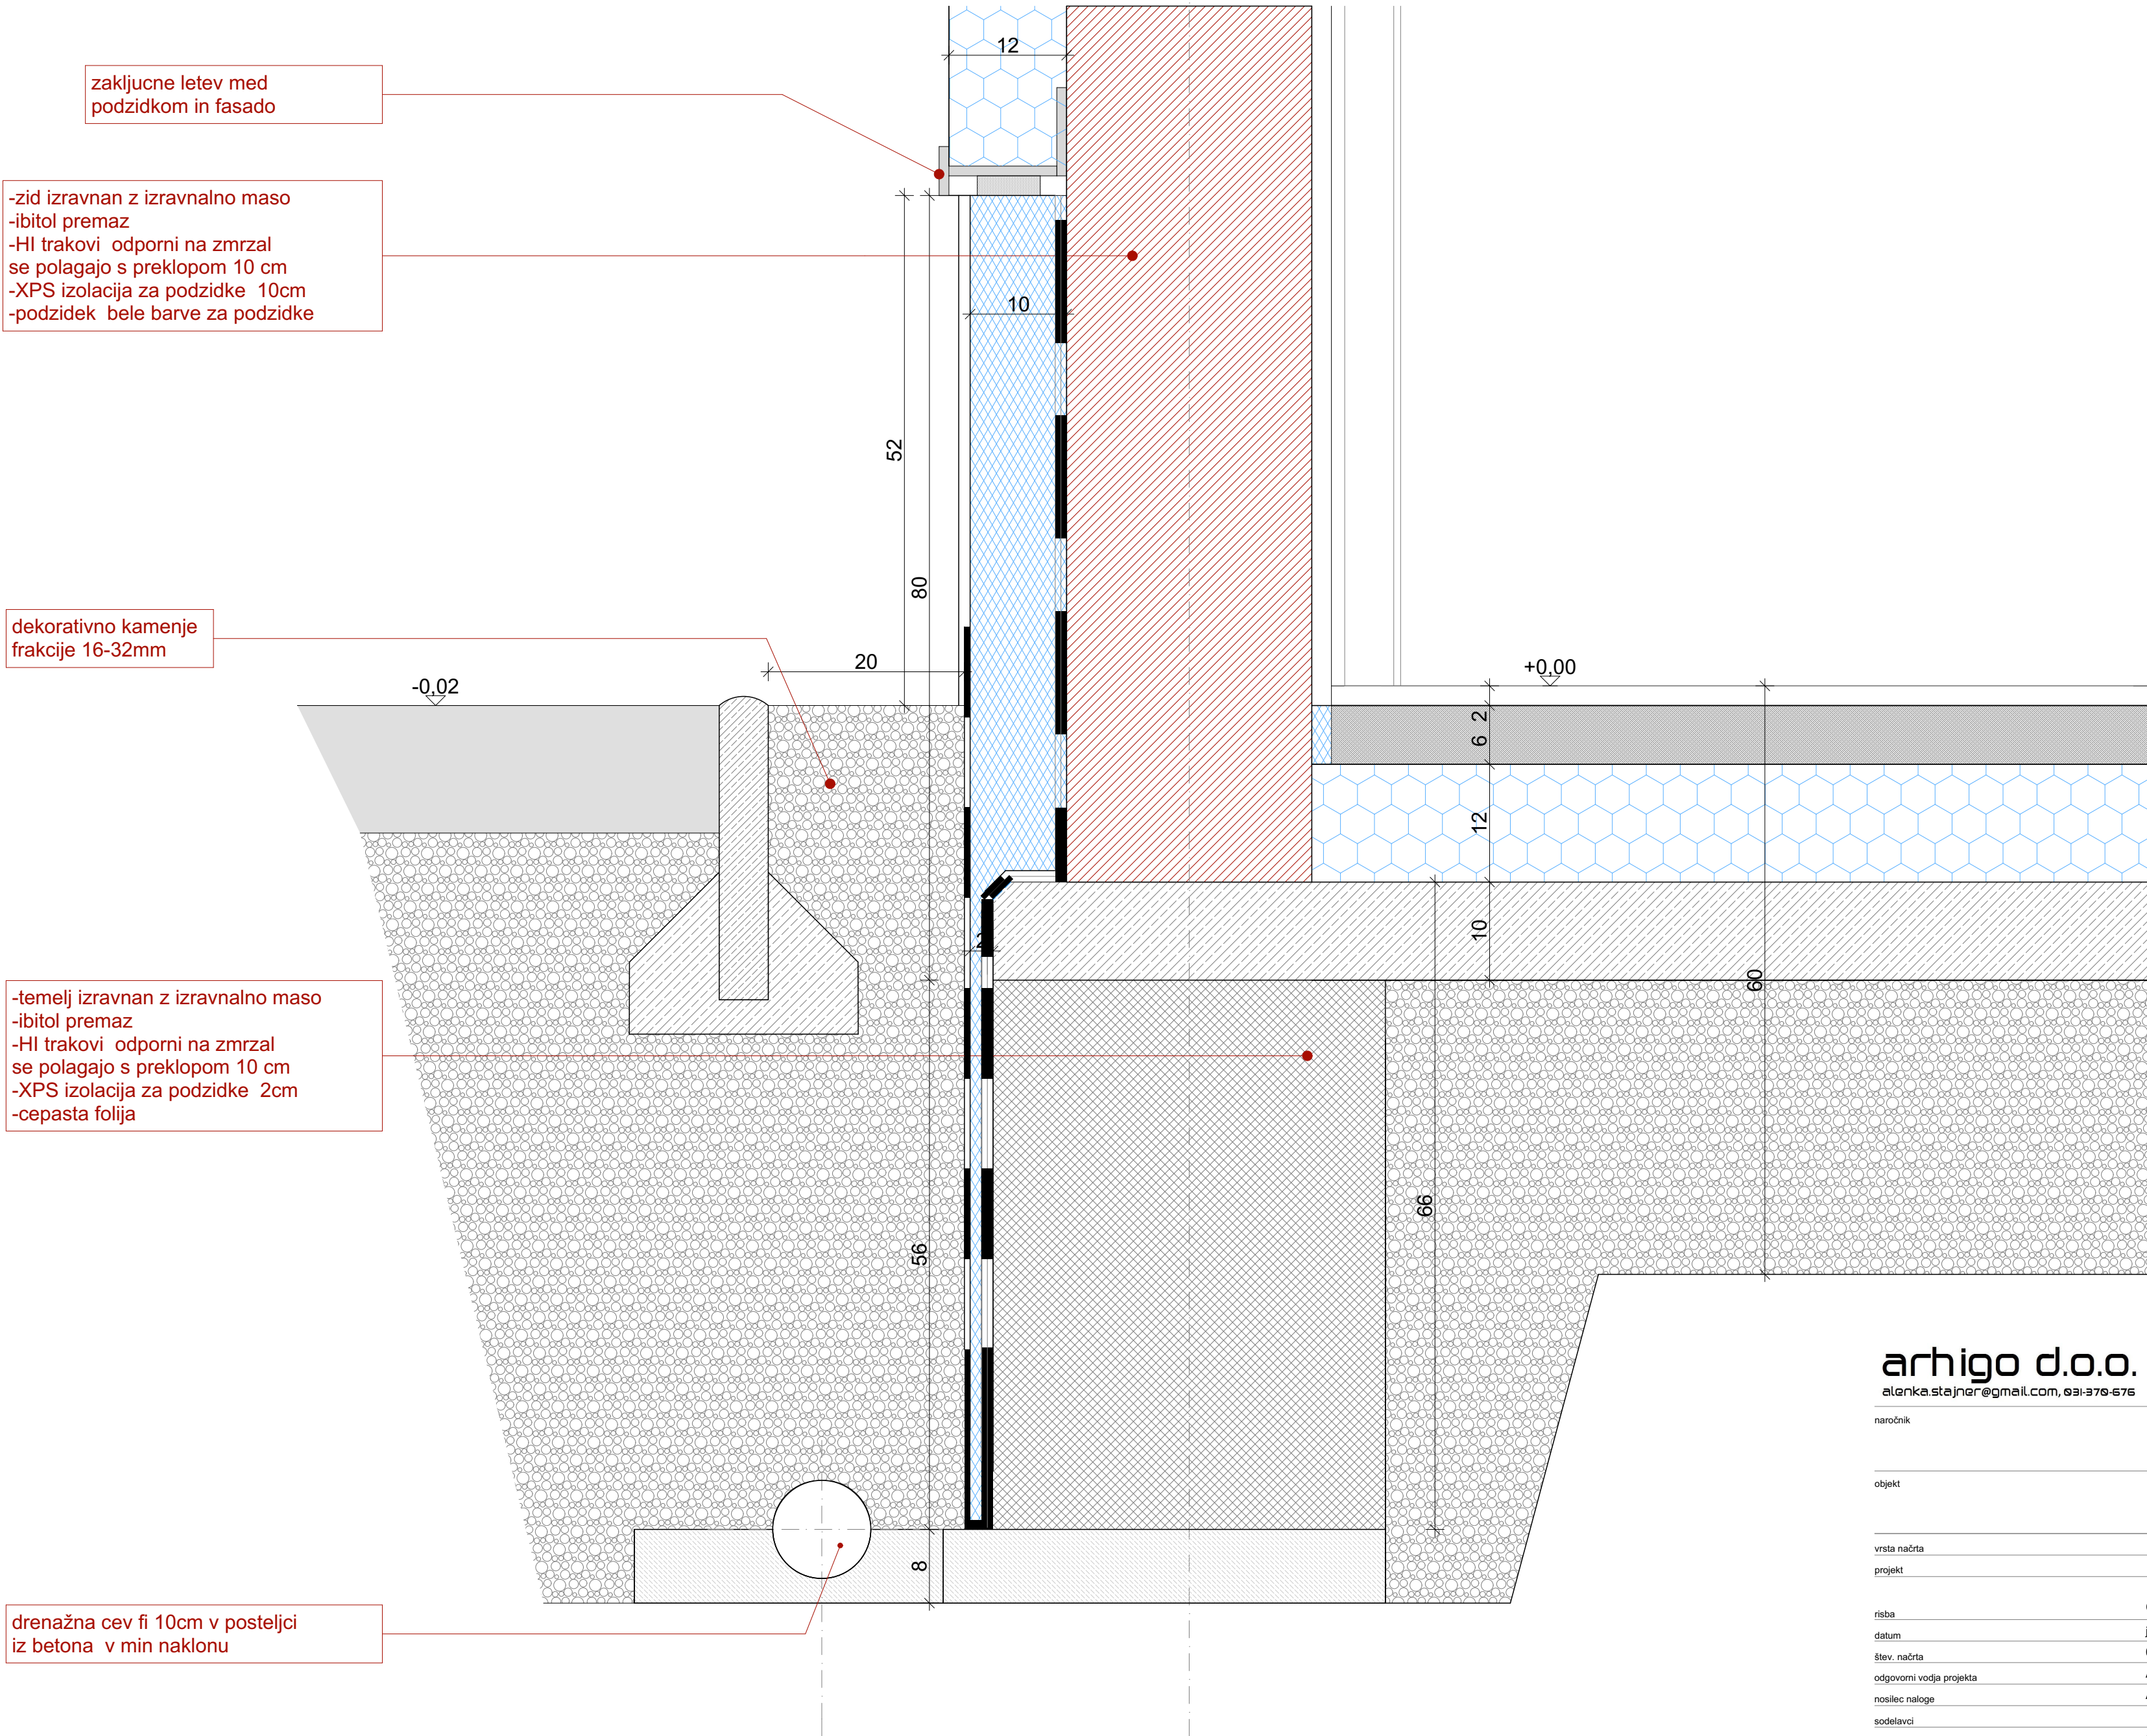 12
zakljucne letev med
podzidkom in fasado
-zid izravnan z izravnalno maso
-ibitol premaz
-HI trakovi  odporni na zmrzal
se polagajo s preklopom 10 cm
-XPS izolacija za podzidke  10cm
-podzidek  bele barve za podzidke
10
52
80
dekorativno kamenje
frakcije 16-32mm
20
-0,02
+0,00
2
6
12
10
2
60
-temelj izravnan z izravnalno maso
-ibitol premaz
-HI trakovi  odporni na zmrzal
se polagajo s preklopom 10 cm
-XPS izolacija za podzidke  2cm
-cepasta folija
66
56
8
drenažna cev fi 10cm v posteljci
iz betona  v min naklonu
arhigo d.o.o.
alenka.stajner@gmail.com, 031-370-676
naročnik
objekt
vrsta načrta
projekt
risba
datum
štev. načrta
odgovorni vodja projekta
nosilec naloge
sodelavci